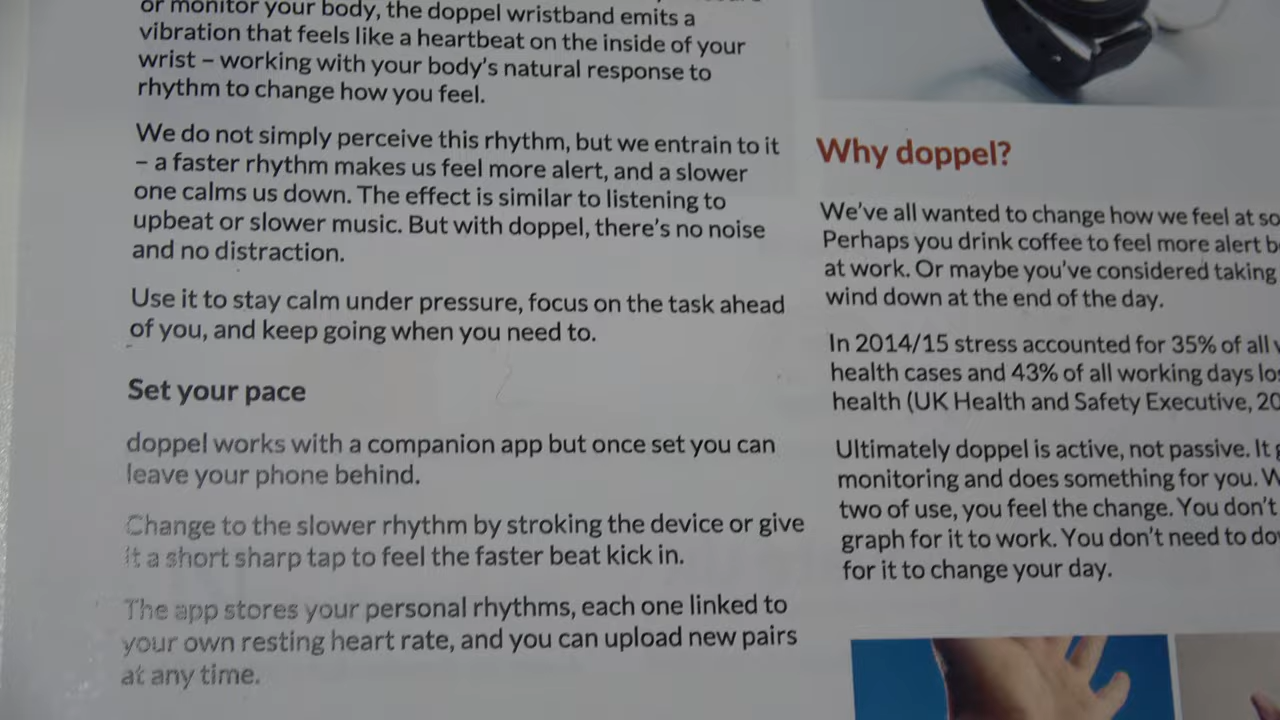 or monitor your body, the doppel wristband emits a
vibration that feels like a heartbeat on the inside of your
wrist – working with your body's natural response to
rhythm to change how you feel.
We do not simply perceive this rhythm, but we entrain to it
– a faster rhythm makes us feel more alert, and a slower
one calms us down. The effect is similar to listening to
upbeat or slower music. But with doppel, there's no noise
and no distraction.
Use it to stay calm under pressure, focus on the task ahead
of you, and keep going when you need to.
Set your pace
doppel works with a companion app but once set you can
leave your phone behind.
Change to the slower rhythm by stroking the device or give
it a short sharp tap to feel the faster beat kick in.
The app stores your personal rhythms, each one linked to
your own resting heart rate, and you can upload new pairs
at any time.
Why doppel?
We've all wanted to change how we feel at
Perhaps you drink coffee to feel more alert
at work. Or maybe you've considered taking
wind down at the end of the day.
In 2014/15 stress accounted for 35% of all
health cases and 43% of all working days
health (UK Health and Safety Executive,
Ultimately doppel is active, not passive. It
monitoring and does something for you.
two of use, you feel the change. You don't
graph for it to work. You don't need to
for it to change your day.